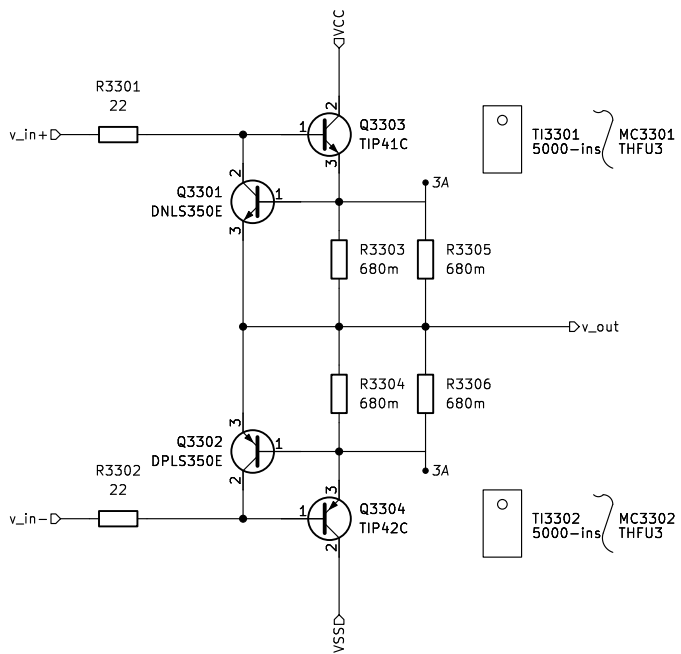 VCC
R3301
22
v_in+
1
2
3
Q3303
TIP41C
TI3301
5000-ins
MC3301
THFU3
2
1
3
Q3301
DNLS350E
3A
R3303
680m
R3305
680m
v_out
R3304
680m
R3306
680m
3
1
2
Q3302
DPLS350E
3A
R3302
22
v_in-
1
3
2
Q3304
TIP42C
TI3302
5000-ins
MC3302
THFU3
VSS